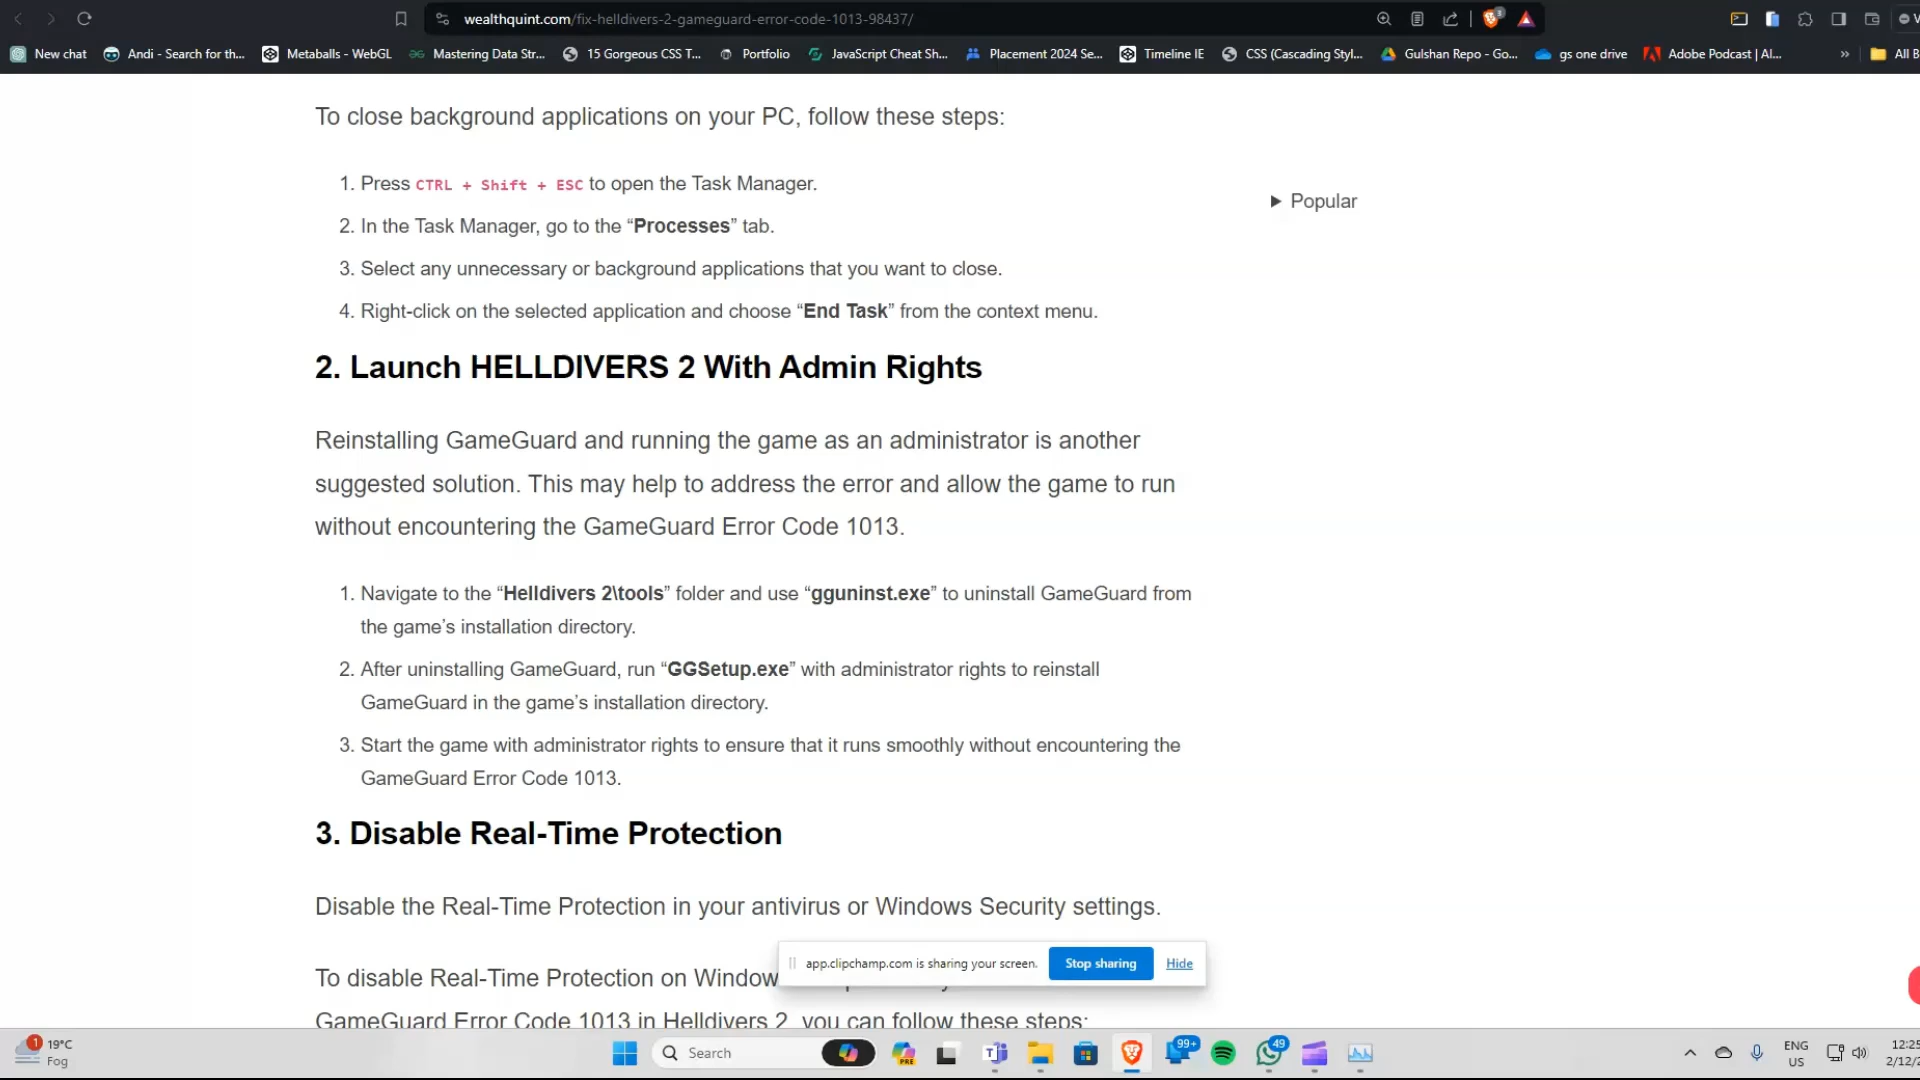 wealthquint.com/fix-helldivers-2-gameguard-error-code-1013-98437/
New chat
Andi - Search for th...
Metaballs - WebGL
Mastering Data Str...
15 Gorgeous CSS T...
Portfolio
JavaScript Cheat Sh...
Placement 2024 Se...
Timeline IE
CSS (Cascading Styl...
Gulshan Repo - Go...
gs one drive
Adobe Podcast | AI...
»
All B
To close background applications on your PC, follow these steps:
1. Press CTRL + Shift + ESC to open the Task Manager.
Popular
2. In the Task Manager, go to the “Processes” tab.
3. Select any unnecessary or background applications that you want to close.
4. Right-click on the selected application and choose “End Task” from the context menu.
2. Launch HELLDIVERS 2 With Admin Rights
Reinstalling GameGuard and running the game as an administrator is another
suggested solution. This may help to address the error and allow the game to run
without encountering the GameGuard Error Code 1013.
1. Navigate to the “Helldivers 2\tools” folder and use “gguninst.exe” to uninstall GameGuard from
the game’s installation directory.
2. After uninstalling GameGuard, run “GGSetup.exe” with administrator rights to reinstall
GameGuard in the game’s installation directory.
3. Start the game with administrator rights to ensure that it runs smoothly without encountering the
GameGuard Error Code 1013.
3. Disable Real-Time Protection
Disable the Real-Time Protection in your antivirus or Windows Security settings.
app.clipchamp.com is sharing your screen.
Stop sharing
Hide
To disable Real-Time Protection on Window
GameGuard Error Code 1013 in Helldivers 2, you can follow these steps:
1
19°C
Fog
Search
PRE
99+
49
ENG
US
12:25
2/12/2